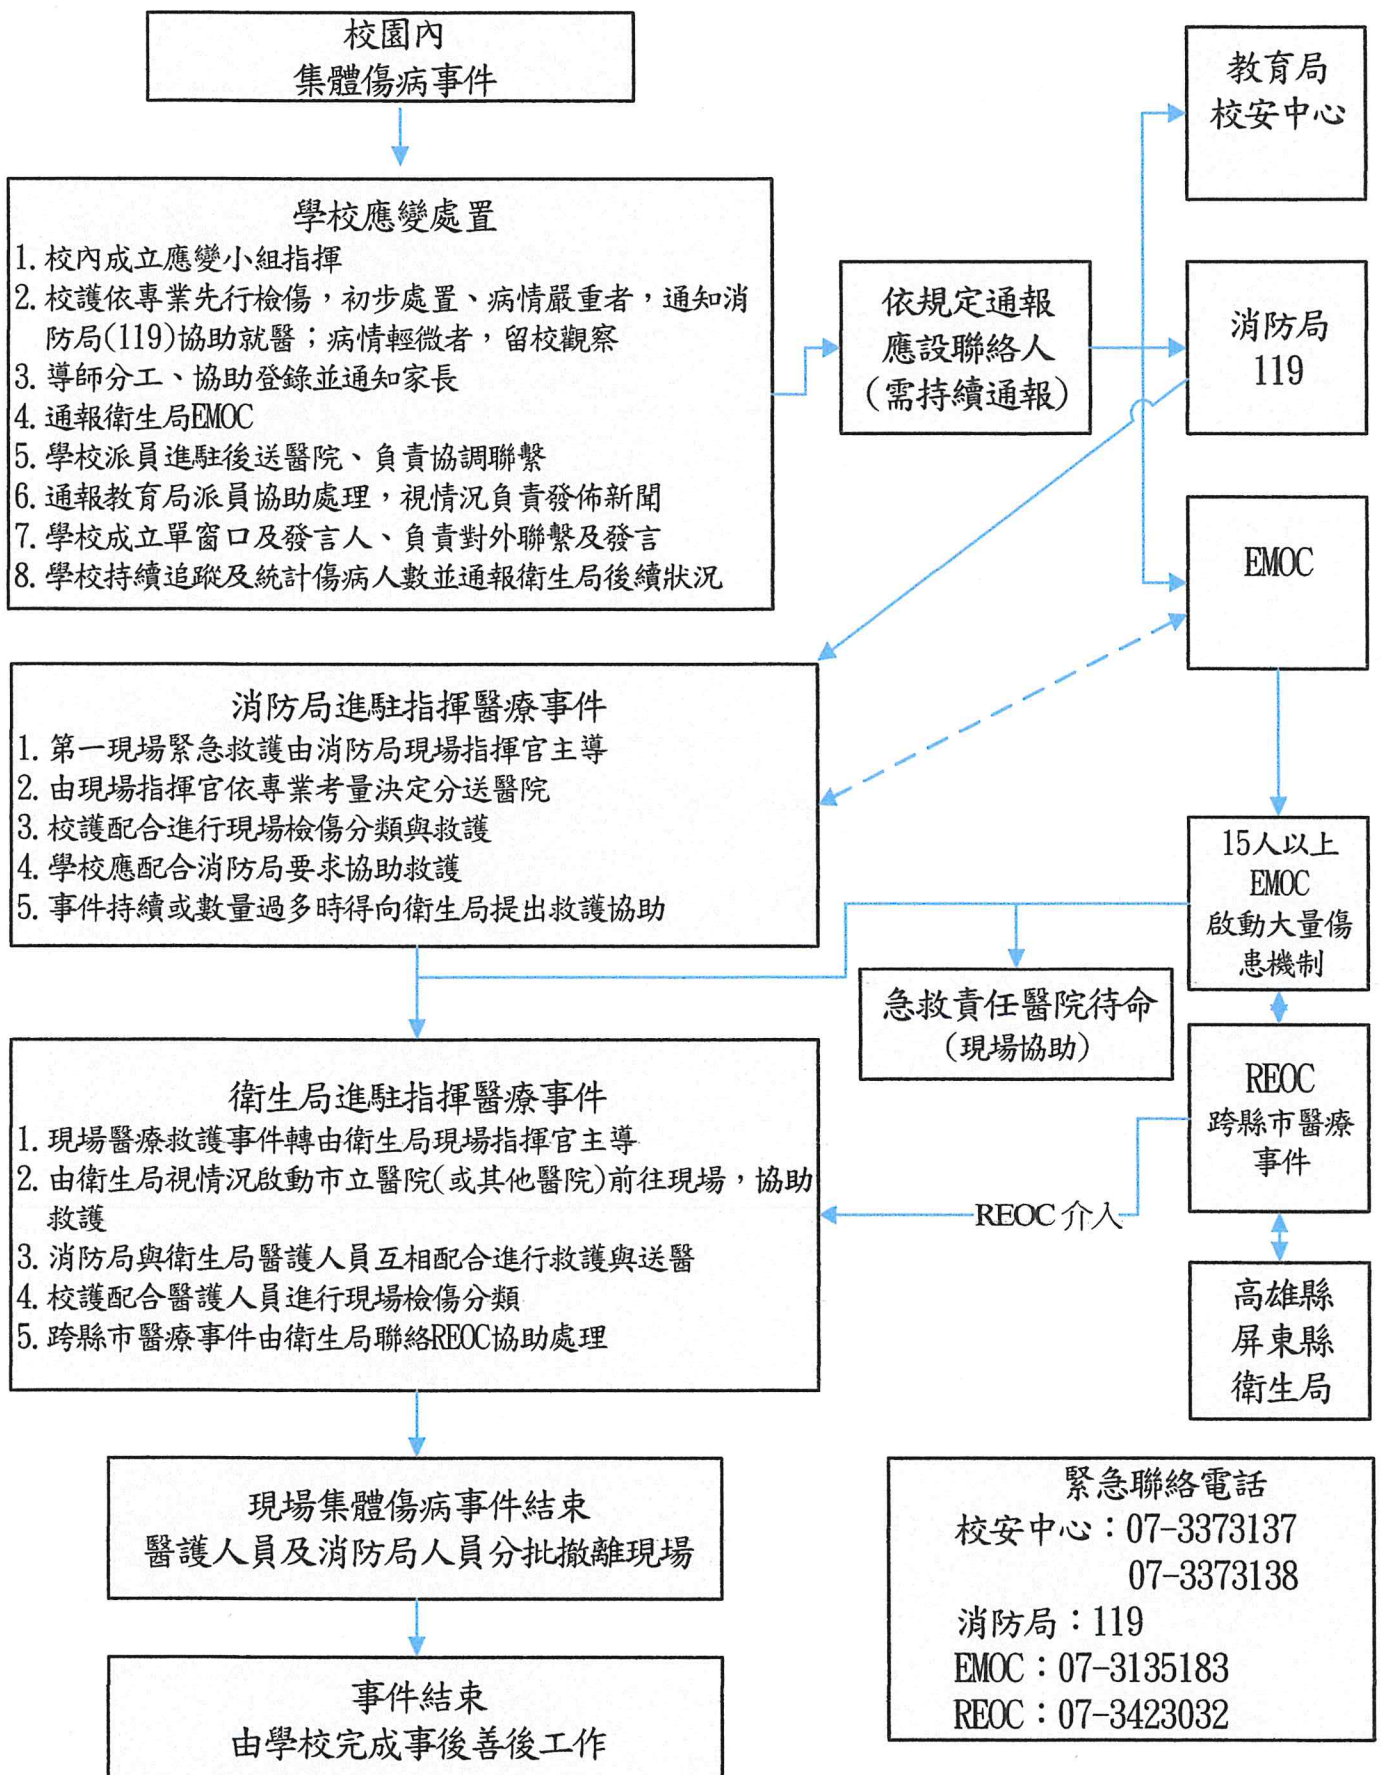 校園內
集體傷病事件
學校應變處置
1. 校內成立應變小組指揮
2. 校護依專業先行檢傷，初步處置、病情嚴重者，通知消
防局(119)協助就醫；病情輕微者，留校觀察
3. 導師分工、協助登錄並通知家長
4. 通報衛生局EMOC
5. 學校派員進駐後送醫院、負責協調聯繫
6. 通報教育局派員協助處理，視情況負責發佈新聞
7. 學校成立單窗口及發言人、負責對外聯繫及發言
8. 學校持續追蹤及統計傷病人數並通報衛生局後續狀況
依規定通報
應設聯絡人
(需持續通報)
教育局
校安中心
消防局
119
EMOC
消防局進駐指揮醫療事件
1. 第一現場緊急救護由消防局現場指揮官主導
2. 由現場指揮官依專業考量決定分送醫院
3. 校護配合進行現場檢傷分類與救護
4. 學校應配合消防局要求協助救護
5. 事件持續或數量過多時得向衛生局提出救護協助
15人以上
EMOC
啟動大量傷
患機制
急救責任醫院待命
(現場協助)
REOC
跨縣市醫療
事件
REOC 介入
高雄縣
屏東縣
衛生局
衛生局進駐指揮醫療事件
1. 現場醫療救護事件轉由衛生局現場指揮官主導
2. 由衛生局視情況啟動市立醫院(或其他醫院)前往現場，協助
救護
3. 消防局與衛生局醫護人員互相配合進行救護與送醫
4. 校護配合醫護人員進行現場檢傷分類
5. 跨縣市醫療事件由衛生局聯絡REOC協助處理
現場集體傷病事件結束
醫護人員及消防局人員分批撤離現場
事件結束
由學校完成事後善後工作
緊急聯絡電話
校安中心：07-3373137
07-3373138
消防局：119
EMOC：07-3135183
REOC：07-3423032